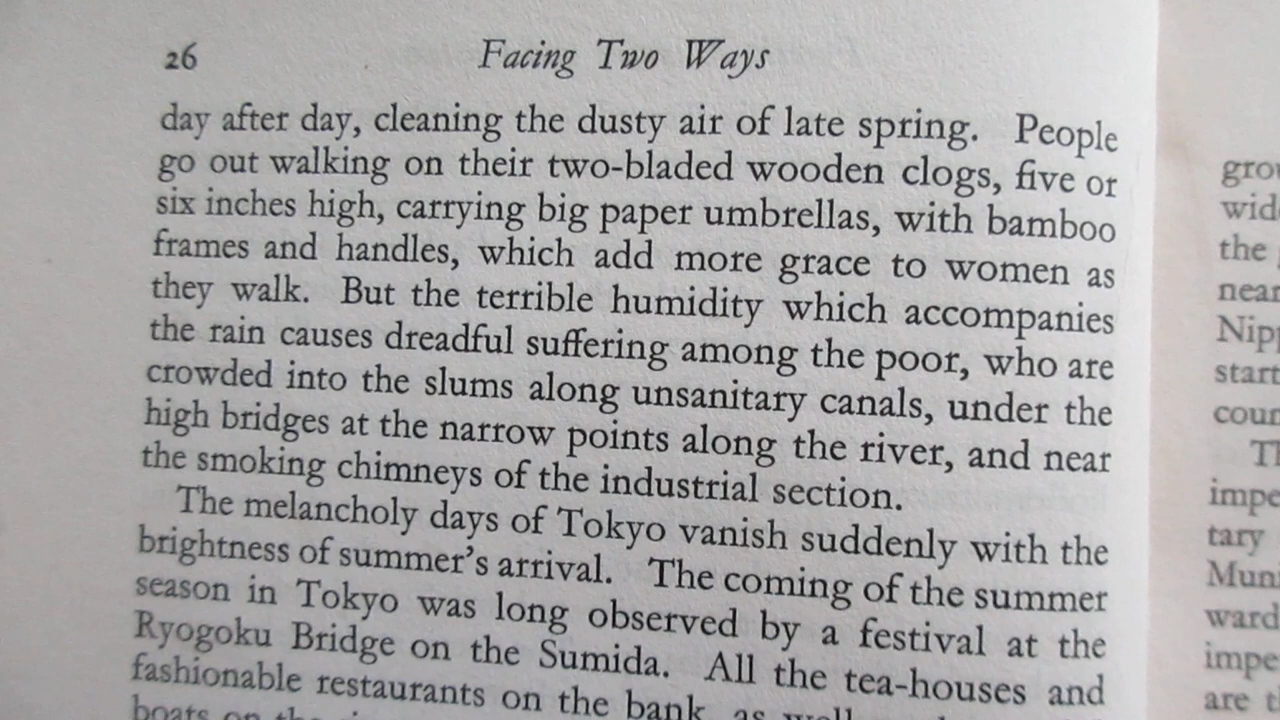 26 Facing Two Ways
day after day, cleaning the dusty air of late spring. People
go out walking on their two-bladed wooden clogs, five or
six inches high, carrying big paper umbrellas, with bamboo
frames and handles, which add more grace to women as
they walk. But the terrible humidity which accompanies
the rain causes dreadful suffering among the poor, who are
crowded into the slums along unsanitary canals, under the
high bridges at the narrow points along the river, and near
the smoking chimneys of the industrial section.
The melancholy days of Tokyo vanish suddenly with the
brightness of summer's arrival. The coming of the summer
season in Tokyo was long observed by a festival at the
Ryogoku Bridge on the Sumida. All the tea-houses and
fashionable restaurants on the bank, as well
boats on the
the
near